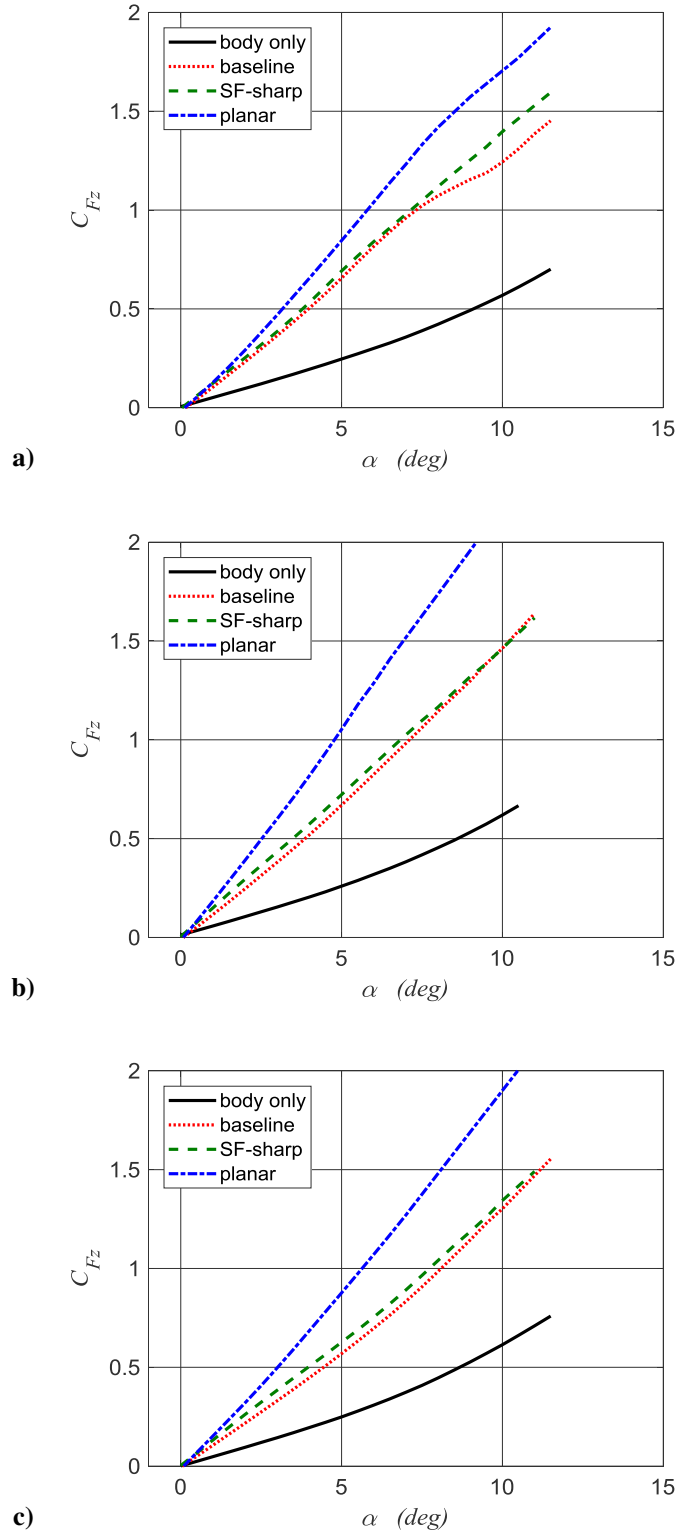 2
1.5
1
0.5
0
C_Fz
body only
baseline
SF-sharp
planar
0 5 10 15
α (deg)
a)
2
1.5
1
0.5
0
C_Fz
body only
baseline
SF-sharp
planar
0 5 10 15
α (deg)
b)
2
1.5
1
0.5
0
C_Fz
body only
baseline
SF-sharp
planar
0 5 10 15
α (deg)
c)